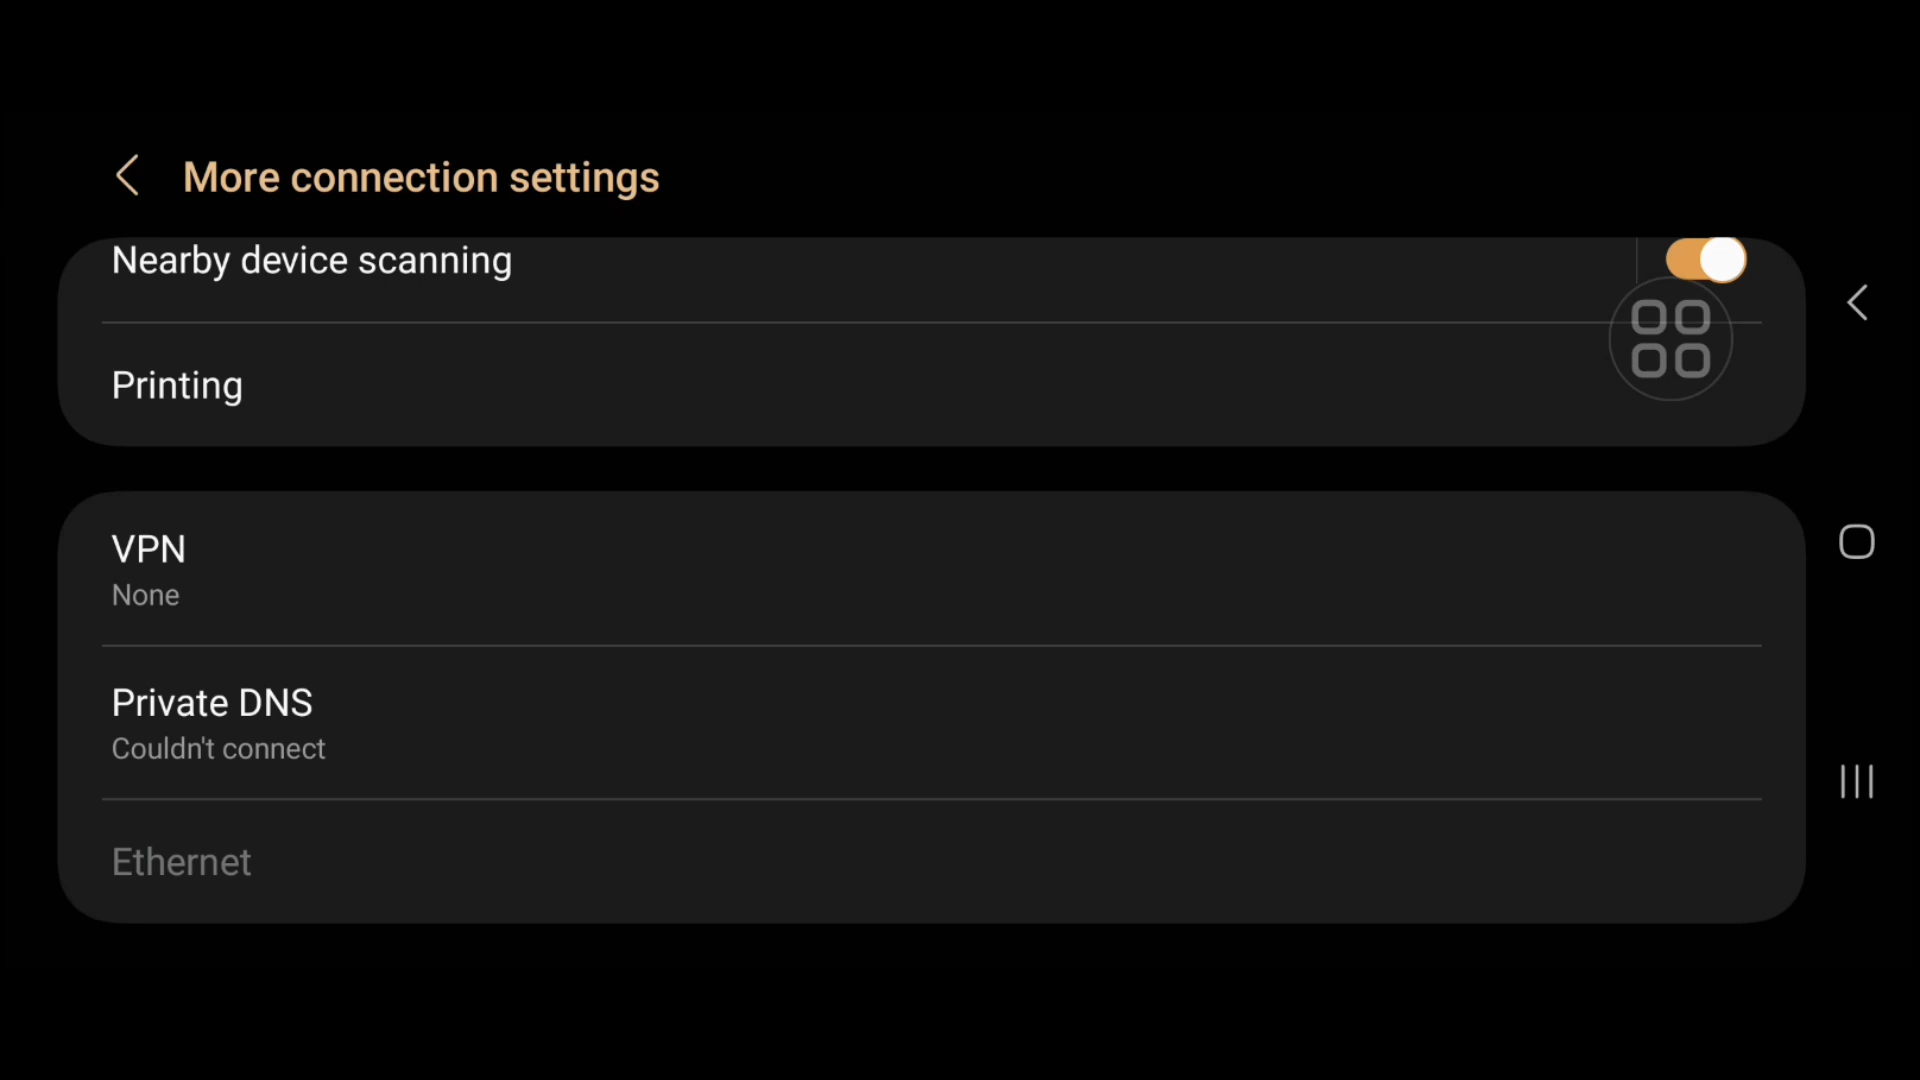 More connection settings
Nearby device scanning
Printing
VPN
None
Private DNS
Couldn't connect
Ethernet